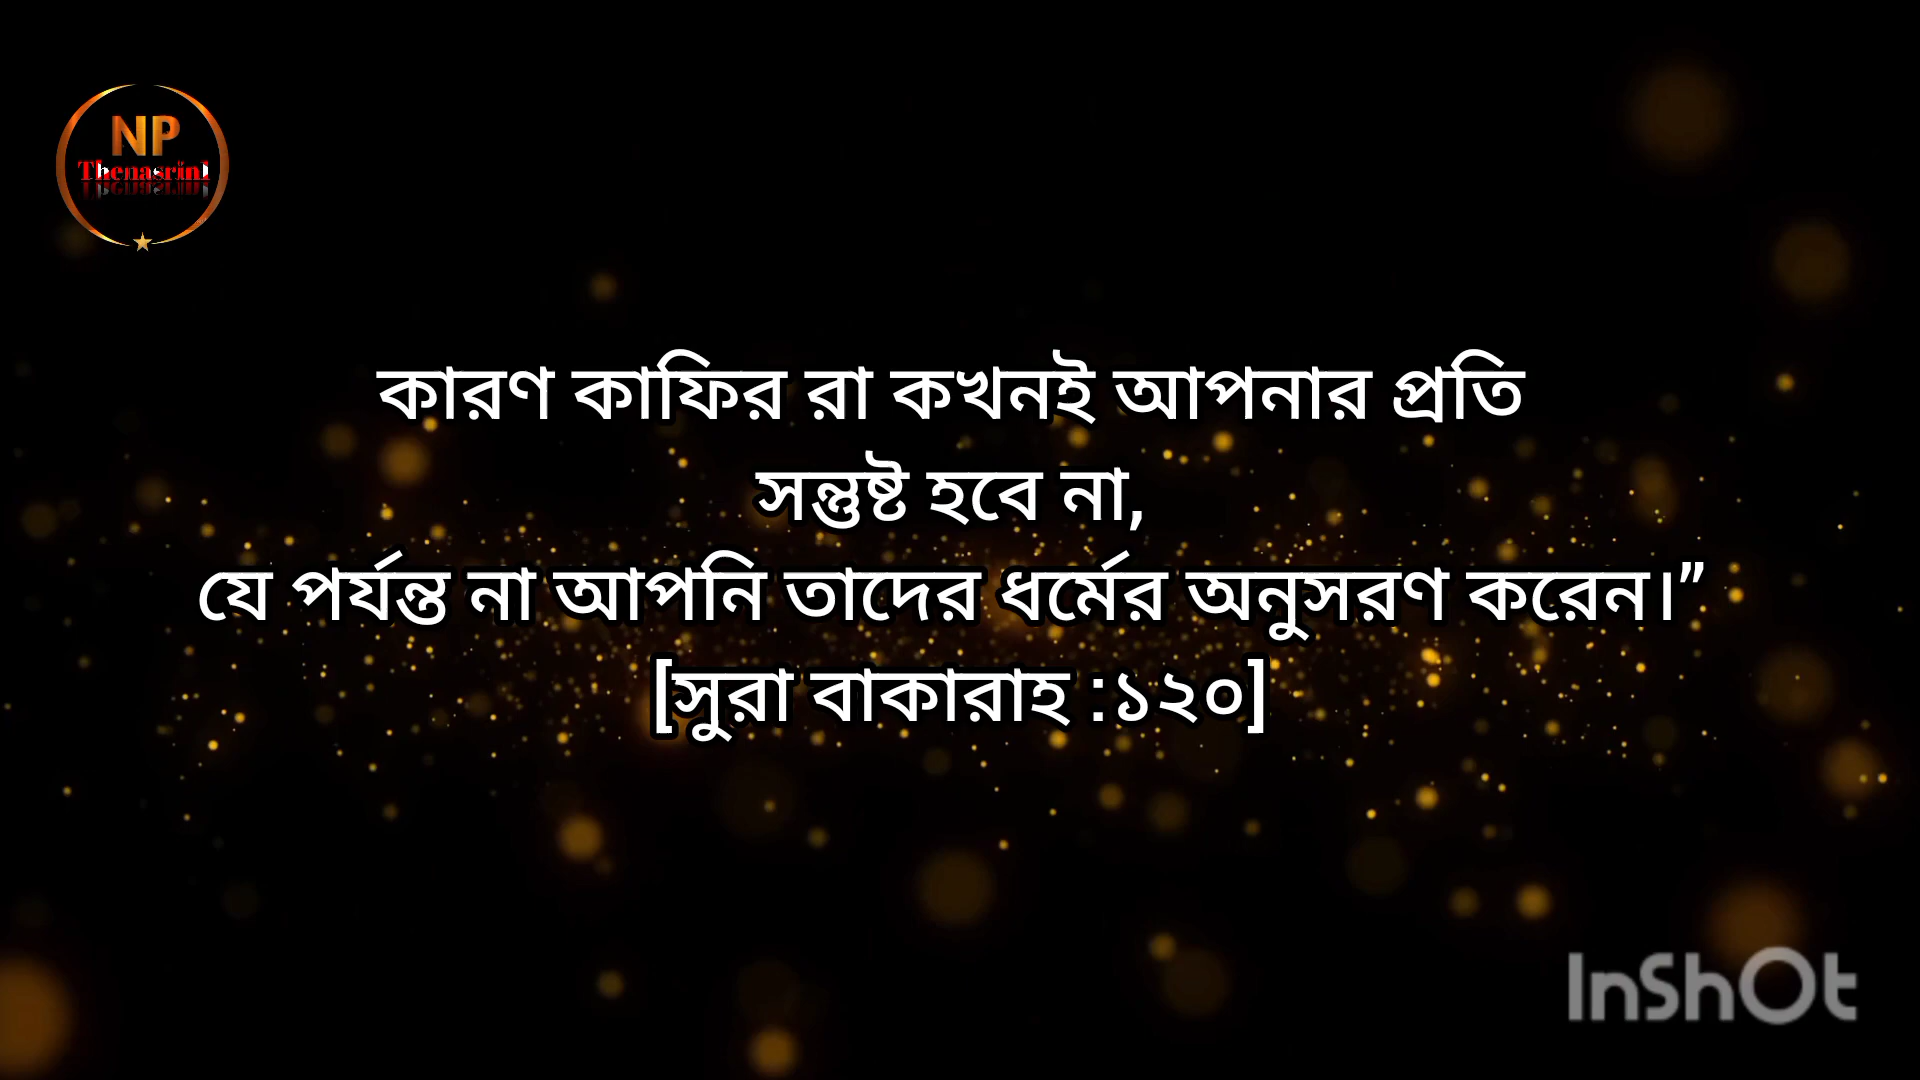 NP
Thenasrin1
কারণ কাফির রা কখনই আপনার প্রতি
সন্তুষ্ট হবে না,
যে পর্যন্ত না আপনি তাদের ধর্মের অনুসরণ করেন।”
[সুরা বাকারাহ :১২০]
InShOt